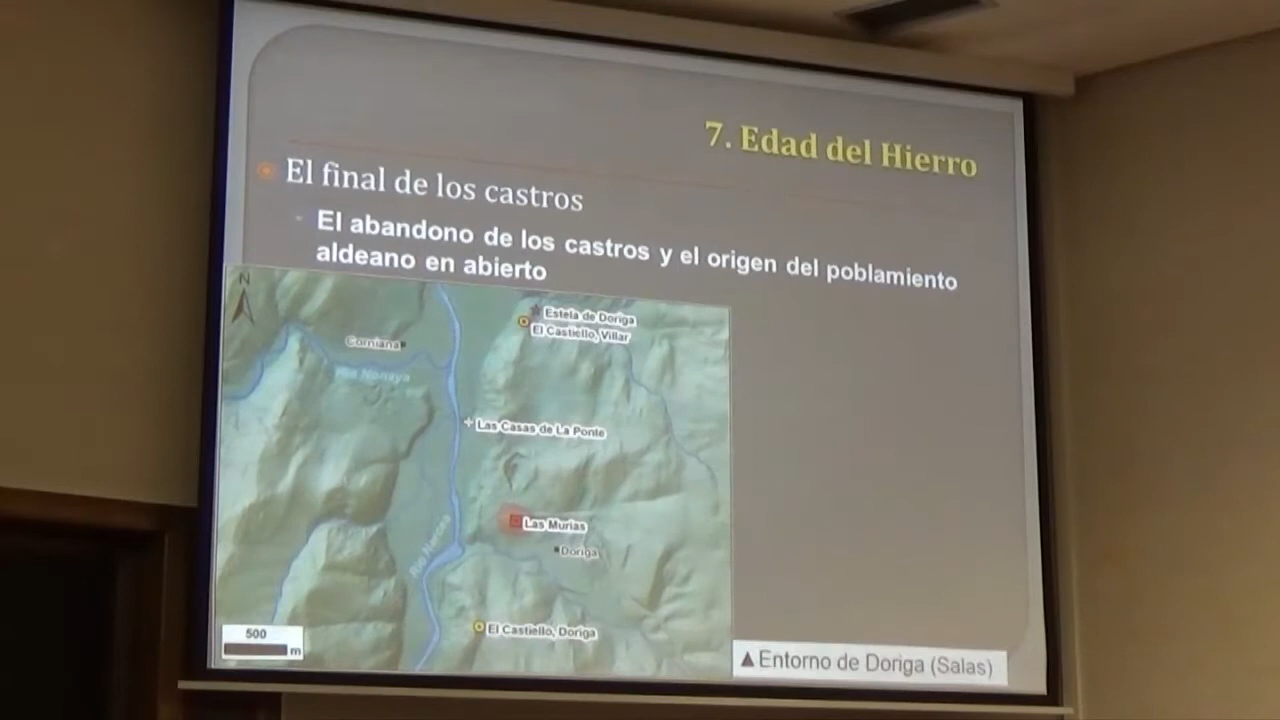 7. Edad del Hierro
El final de los castros
- El abandono de los castros y el origen del poblamiento
aldeano en abierto
N
Estela de Doriga
El Castiello, Villar
Corniana
Río Nonaya
Las Casas de La Ponte
Las Murias
Doriga
Río Narcea
El Castiello, Doriga
500
m
▲Entorno de Doriga (Salas)